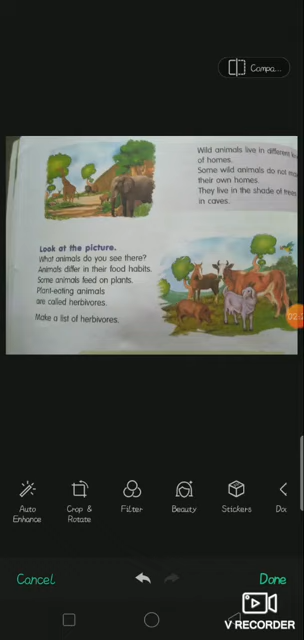 Compa...
Wild animals live in different
of homes.
Some wild animals do not
their own homes.
They live in the shade of
in caves.
Look at the picture.
What animals do you see there?
Animals differ in their food habits.
Some animals feed on plants.
Plant-eating animals
are called herbivores.
Make a list of herbivores.
Auto Enhance
Crop & Rotate
Filter
Beauty
Stickers
Cancel
Done
V RECORDER